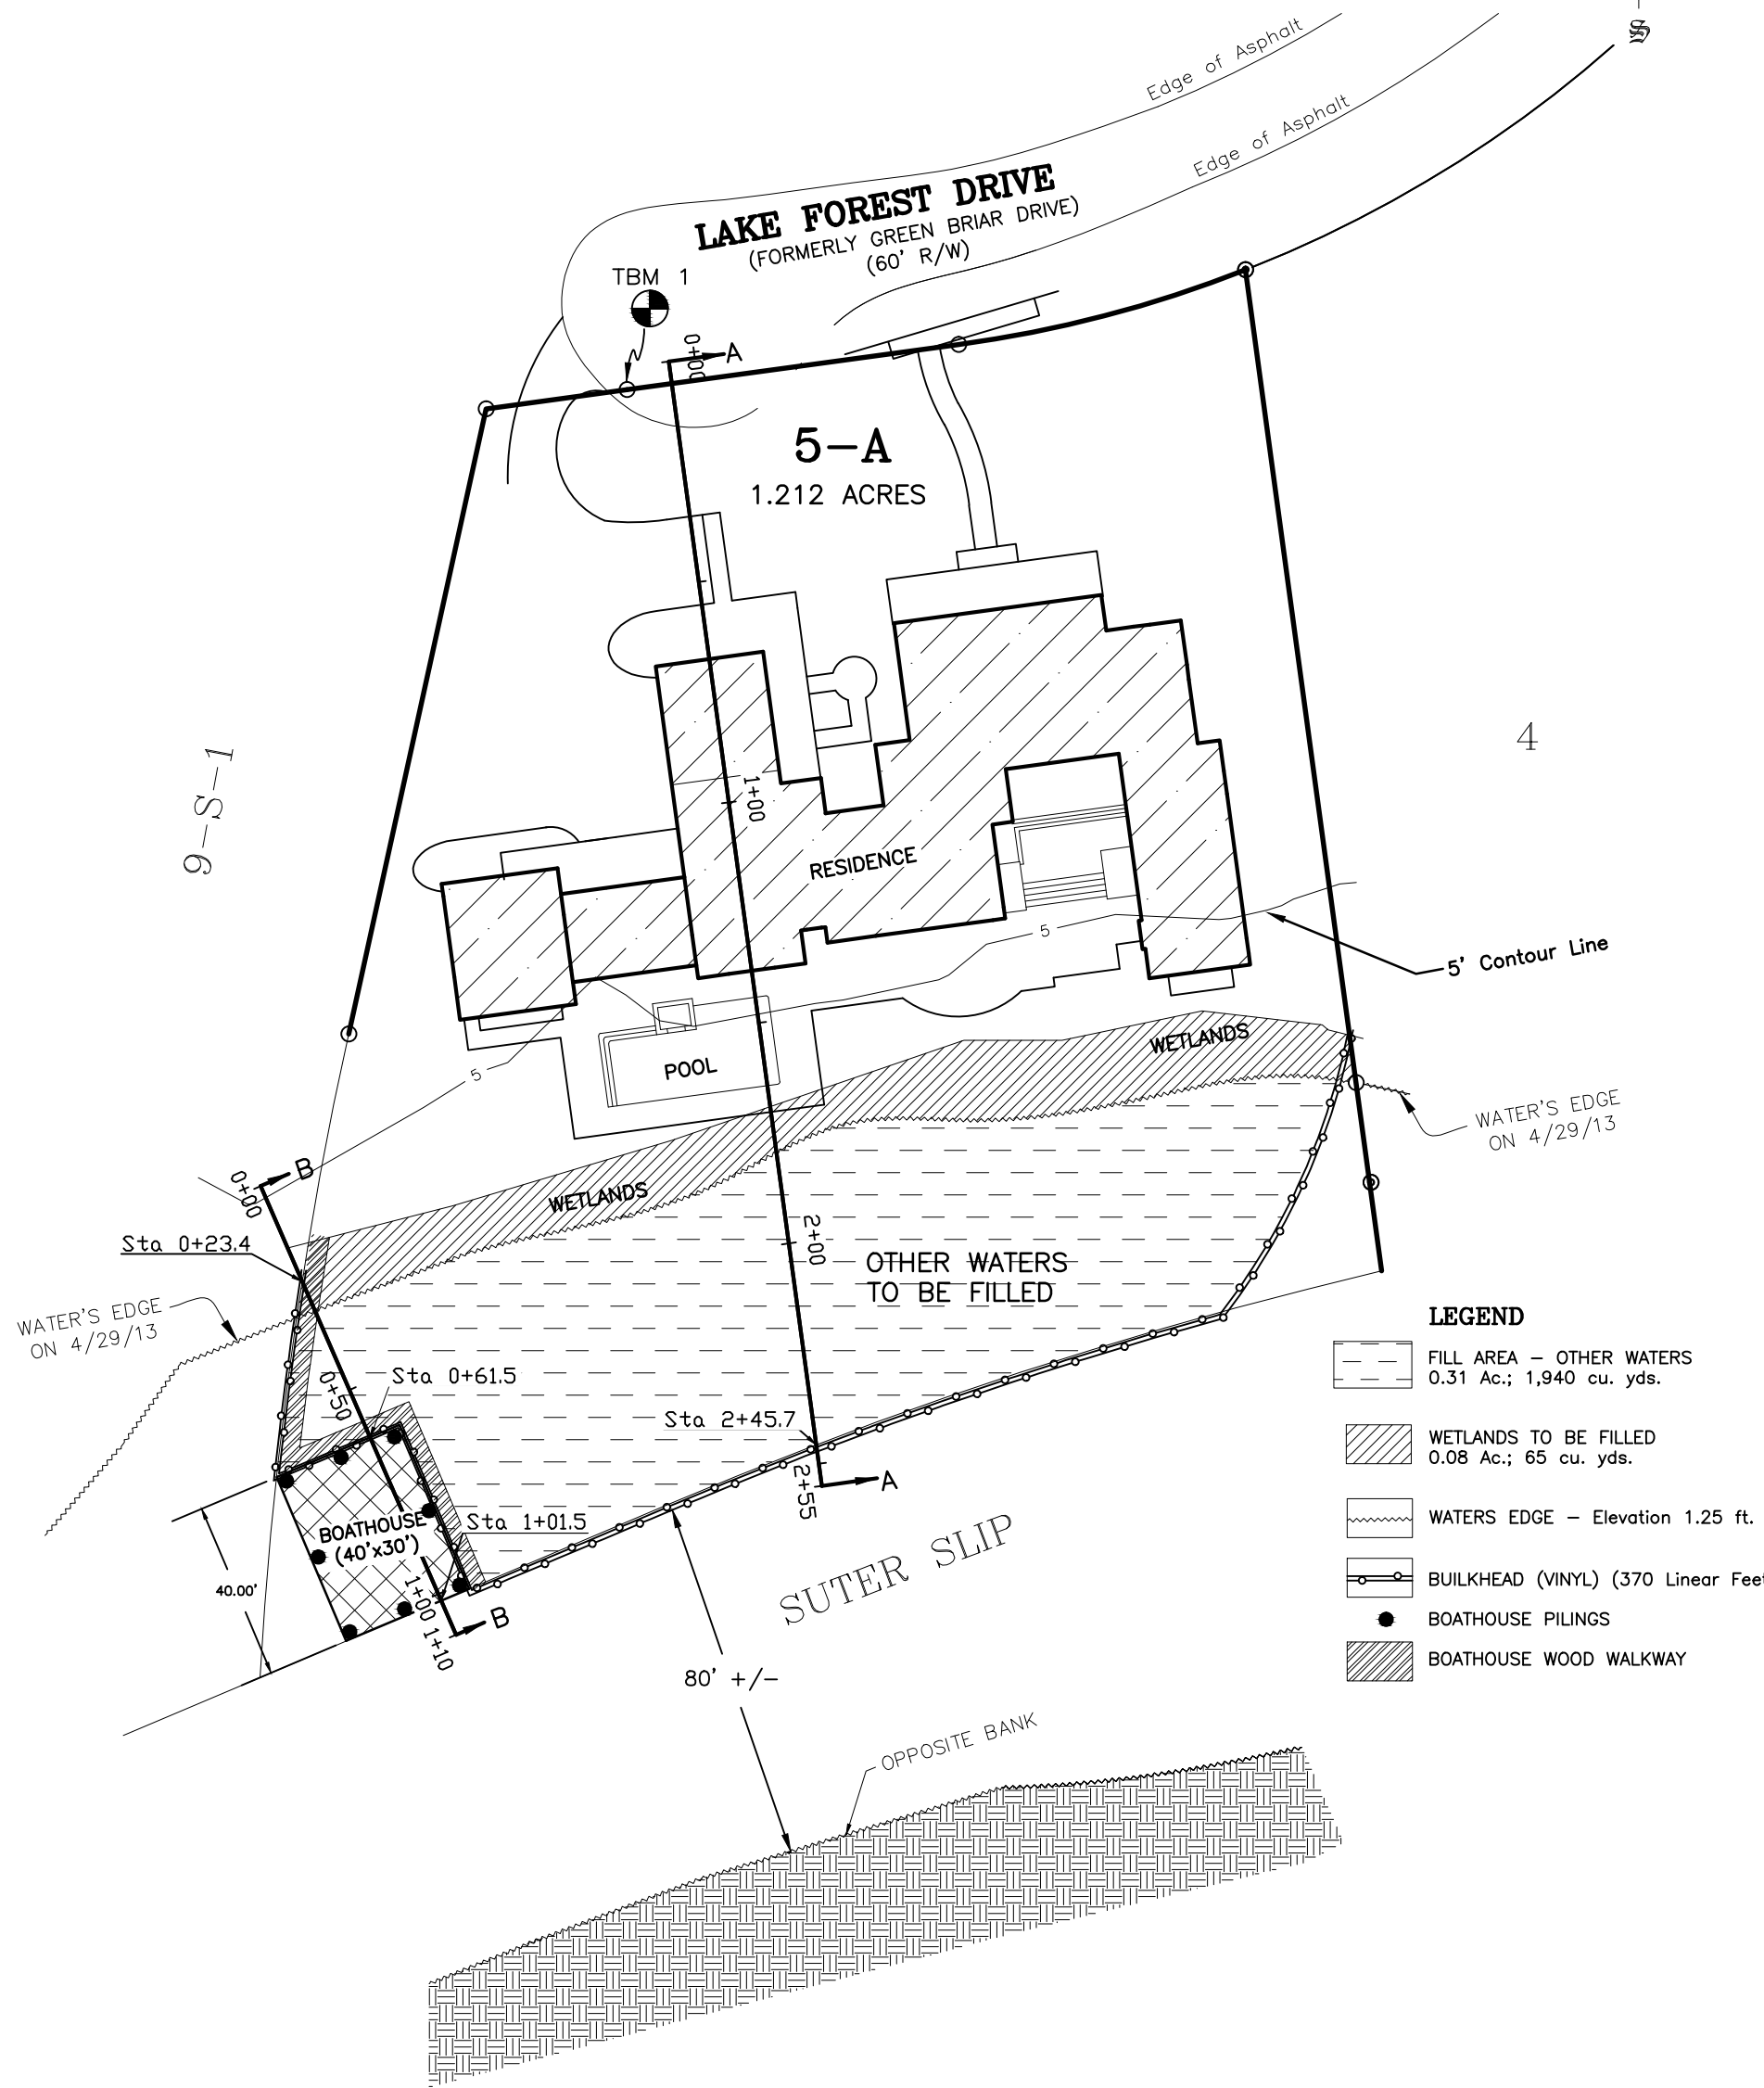 Edge of Asphalt
Edge of Asphalt
LAKE FOREST DRIVE
(FORMERLY GREEN BRIAR DRIVE)
(60' R/W)
TBM 1
0+00
A
5-A
1.212 ACRES
9-S-1
4
1+00
RESIDENCE
5
5' Contour Line
POOL
5
WETLANDS
WATER'S EDGE
ON 4/29/13
B
0+00
WETLANDS
Sta 0+23.4
2+00
OTHER WATERS
TO BE FILLED
WATER'S EDGE
ON 4/29/13
0+50
Sta 0+61.5
Sta 2+45.7
2+55
A
BOATHOUSE
(40'x30')
Sta 1+01.5
40.00'
1+00
1+10
B
SUTER SLIP
80' +/-
OPPOSITE BANK
LEGEND
FILL AREA - OTHER WATERS
0.31 Ac.; 1,940 cu. yds.
WETLANDS TO BE FILLED
0.08 Ac.; 65 cu. yds.
WATERS EDGE - Elevation 1.25 ft.
BUILKHEAD (VINYL) (370 Linear Feet
BOATHOUSE PILINGS
BOATHOUSE WOOD WALKWAY